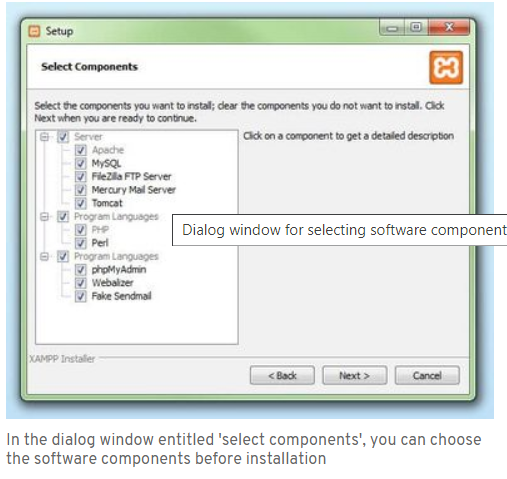 Setup
Select Components
Select the components you want to install; clear the components you do not want to install. Click
Next when you are ready to continue.
Server
Apache
MySQL
FileZilla FTP Server
Mercury Mail Server
Tomcat
Program Languages
PHP
Perl
Program Languages
phpMyAdmin
Webalizer
Fake Sendmail
Click on a component to get a detailed description
Dialog window for selecting software component
XAMPP Installer
< Back
Next >
Cancel
In the dialog window entitled 'select components', you can choose
the software components before installation